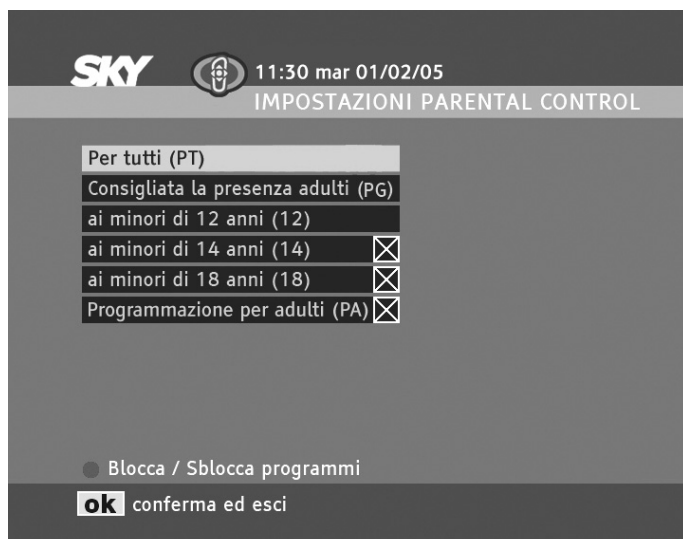 SKY 11:30 mar 01/02/05
IMPOSTAZIONI PARENTAL CONTROL
Per tutti (PT)
Consigliata la presenza adulti (PG)
ai minori di 12 anni (12)
ai minori di 14 anni (14)
ai minori di 18 anni (18)
Programmazione per adulti (PA)
Blocca / Sblocca programmi
ok conferma ed esci